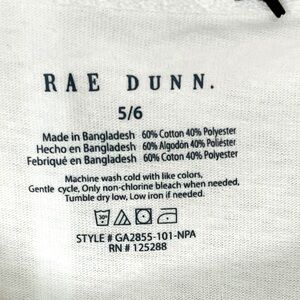 RAE DUNN.
5/6
Made in Bangladesh 60% Cotton 40% Polyester
Hecho en Bangladesh 60% Algodón 40% Poliéster
Febriqué en Bangladesh 60% Coton 40% Polyester
Machine wash cold with like colors,
Gentle cycle, Only non-chlorine bleach when needed,
Tumble dry low, Low iron if needed.
30°
STYLE # GA2855-101-NPA
RN # 125288